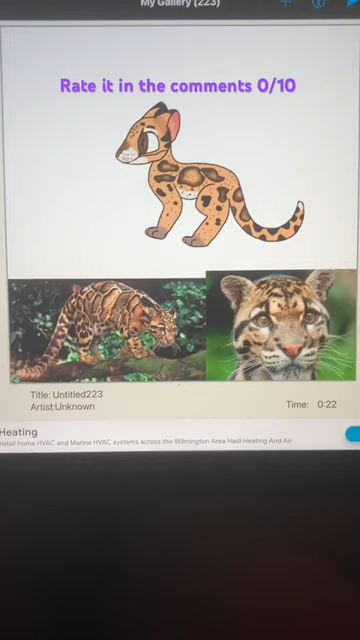 My Gallery (223)
Rate it in the comments 0/10
Title: Untitled223
Artist:Unknown
Time: 0:22
Heating
nstall home HVAC and Marine HVAC systems across the Wilmington Area Hadi Heating And Air